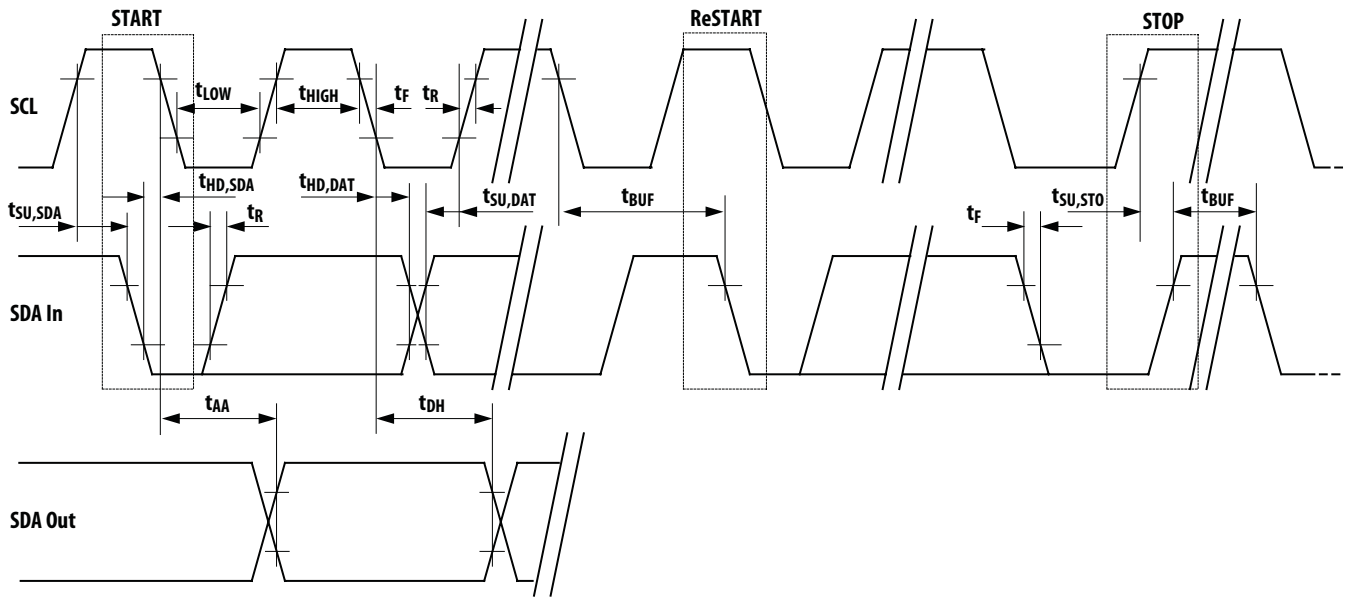 START
ReSTART
STOP
SCL
tLOW
tHIGH
tF
tR
tHD,SDA
tHD,DAT
tSU,SDA
tR
tSU,DAT
tBUF
tF
tSU,STO
tBUF
SDA In
tAA
tDH
SDA Out